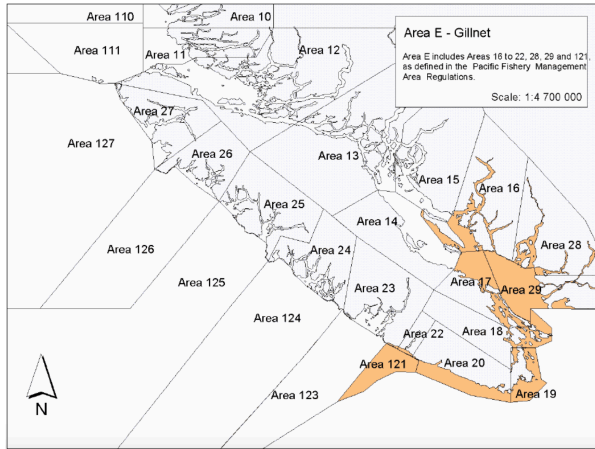 Area 110
Area 10
Area E - Gillnet
Area E includes Areas 16 to 22, 28, 29 and 121,
as defined in the Pacific Fishery Management
Area Regulations.
Scale: 1:4 700 000
Area 111
Area 11
Area 12
Area 27
Area 127
Area 26
Area 13
Area 15
Area 16
Area 25
Area 14
Area 28
Area 126
Area 24
Area 125
Area 17
Area 29
Area 23
Area 124
Area 22
Area 18
Area 121
Area 20
Area 123
Area 19
N